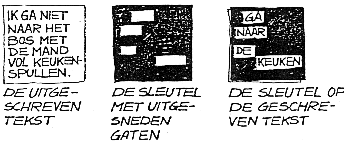 IK GA NIET
NAAR HET
BOS MET
DE MAND
VOL KEUKEN-
SPULLEN.
DE UITGE-
SCHREVEN
TEKST
DE SLEUTEL
MET UITGE-
SNEDEN
GATEN
GA
NAAR
DE
KEUKEN
DE SLEUTEL OP
DE GESCHRE-
VEN TEKST